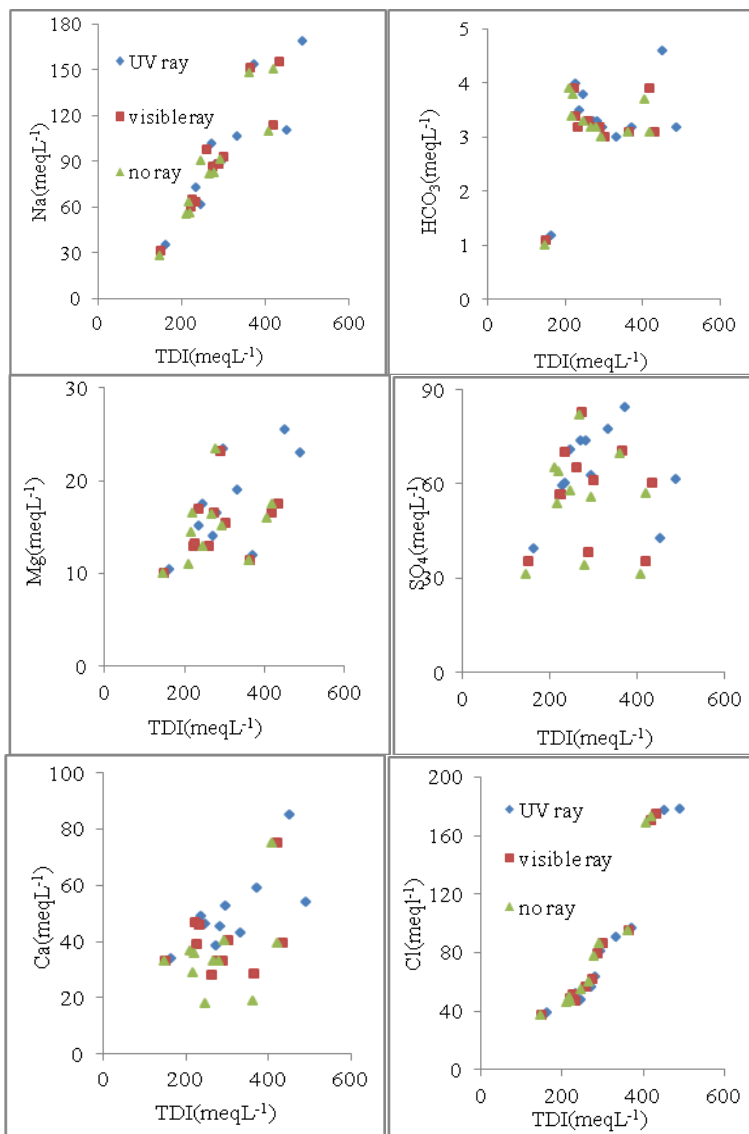 180
150
120
90
60
30
0
Na(meqL-1)
UV ray
visible ray
no ray
0 200 400 600
TDI(meqL-1)
5
4
3
2
1
0
HCO3(meqL-1)
0 200 400 600
TDI(meqL-1)
30
20
10
0
Mg(meqL-1)
0 200 400 600
TDI(meqL-1)
90
60
30
0
SO4(meqL-1)
0 200 400 600
TDI(meqL-1)
100
80
60
40
20
0
Ca(meqL-1)
0 200 400 600
TDI(meqL-1)
200
160
120
80
40
0
Cl(meql-1)
UV ray
visible ray
no ray
0 200 400 600
TDI(meqL-1)